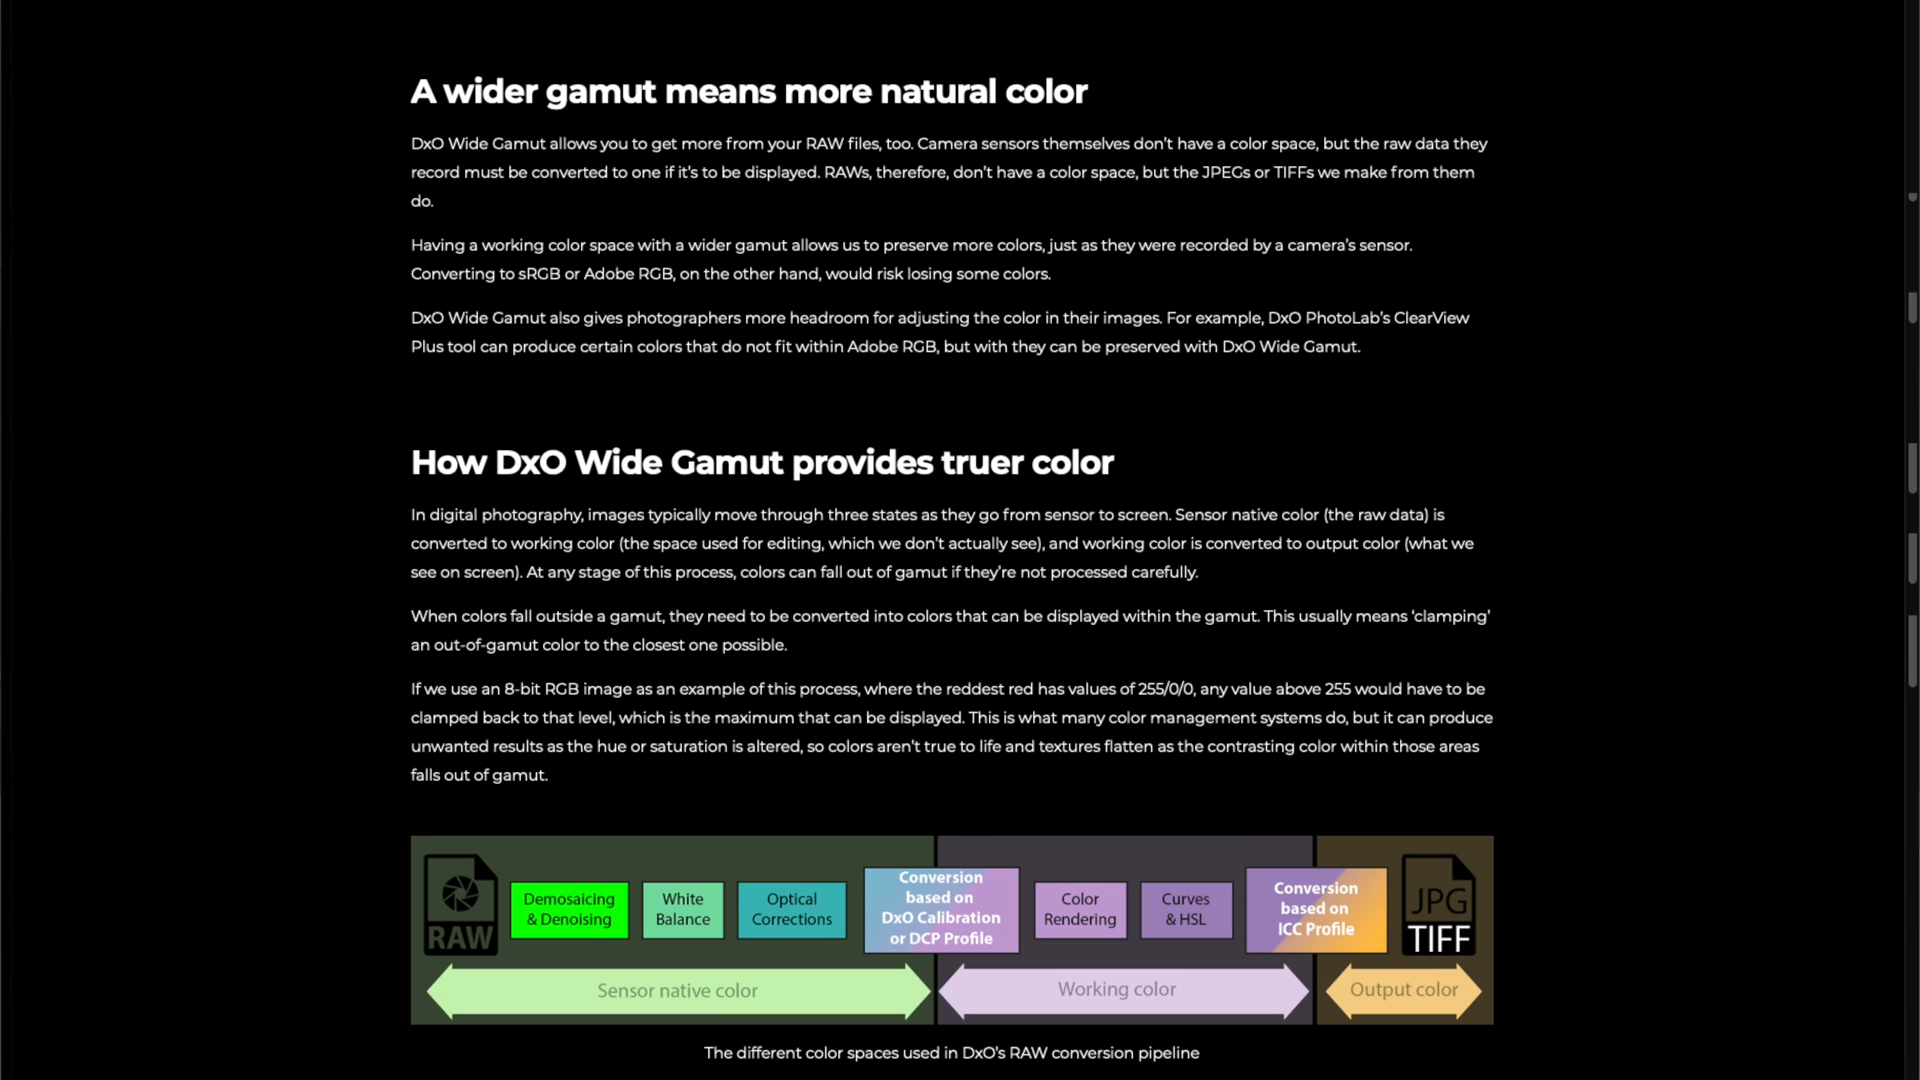 A wider gamut means more natural color
DxO Wide Gamut allows you to get more from your RAW files, too. Camera sensors themselves don’t have a color space, but the raw data they
record must be converted to one if it’s to be displayed. RAWs, therefore, don’t have a color space, but the JPEGs or TIFFs we make from them
do.
Having a working color space with a wider gamut allows us to preserve more colors, just as they were recorded by a camera’s sensor.
Converting to sRGB or Adobe RGB, on the other hand, would risk losing some colors.
DxO Wide Gamut also gives photographers more headroom for adjusting the color in their images. For example, DxO PhotoLab’s ClearView
Plus tool can produce certain colors that do not fit within Adobe RGB, but with they can be preserved with DxO Wide Gamut.
How DxO Wide Gamut provides truer color
In digital photography, images typically move through three states as they go from sensor to screen. Sensor native color (the raw data) is
converted to working color (the space used for editing, which we don’t actually see), and working color is converted to output color (what we
see on screen). At any stage of this process, colors can fall out of gamut if they’re not processed carefully.
When colors fall outside a gamut, they need to be converted into colors that can be displayed within the gamut. This usually means ‘clamping’
an out-of-gamut color to the closest one possible.
If we use an 8-bit RGB image as an example of this process, where the reddest red has values of 255/0/0, any value above 255 would have to be
clamped back to that level, which is the maximum that can be displayed. This is what many color management systems do, but it can produce
unwanted results as the hue or saturation is altered, so colors aren’t true to life and textures flatten as the contrasting color within those areas
falls out of gamut.
RAW
Demosaicing
& Denoising
White
Balance
Optical
Corrections
Conversion
based on
DxO Calibration
or DCP Profile
Color
Rendering
Curves
& HSL
Conversion
based on
ICC Profile
JPG
TIFF
Sensor native color
Working color
Output color
The different color spaces used in DxO’s RAW conversion pipeline